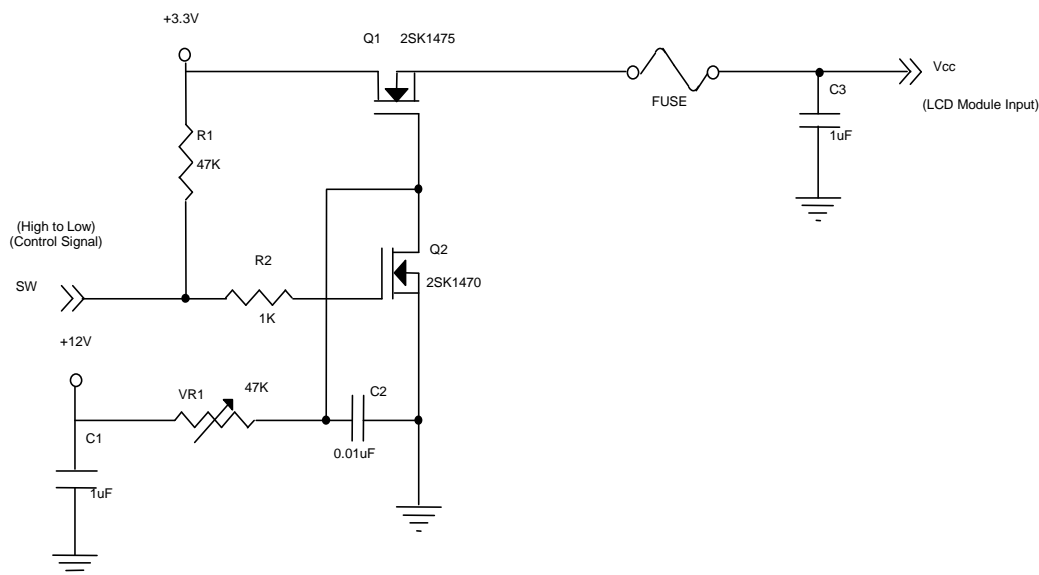 +3.3V
Q1 2SK1475
Vcc
FUSE
C3
(LCD Module Input)
R1
1uF
47K
(High to Low)
(Control Signal)
Q2
R2
2SK1470
SW
1K
+12V
VR1
47K
C2
C1
0.01uF
1uF